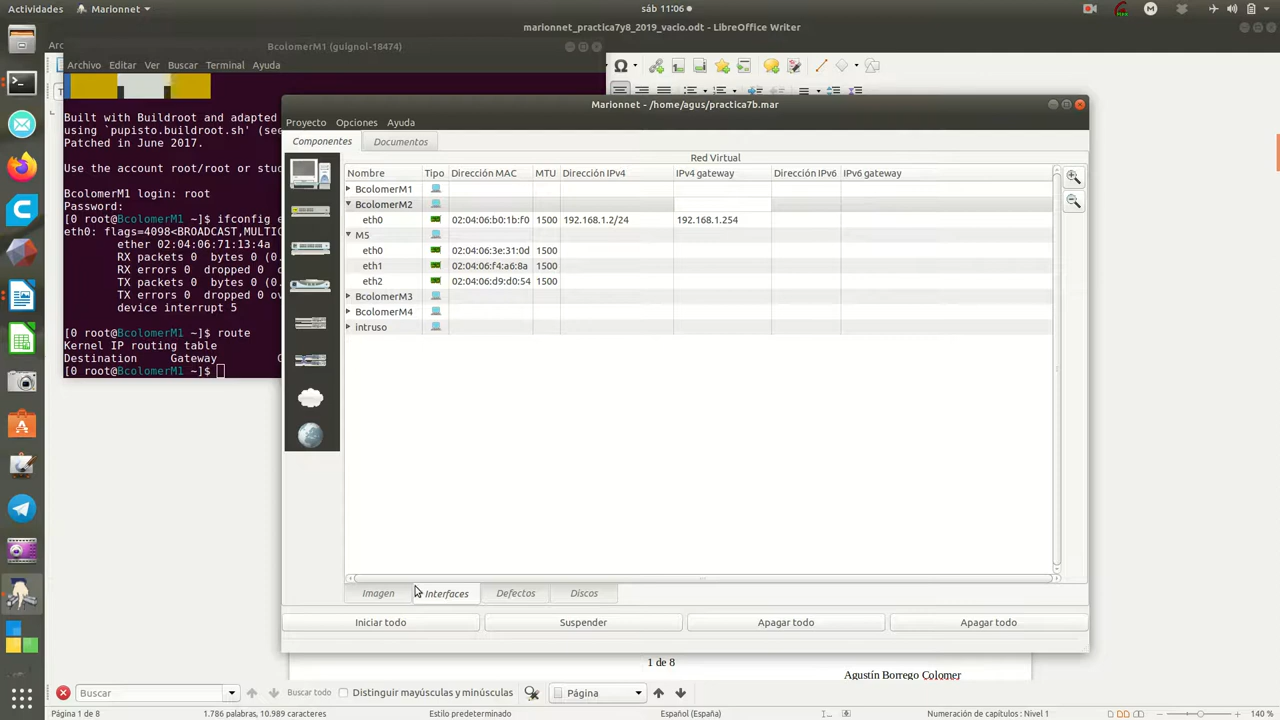 Actividades
Marionnet
sáb 11:06
marionnet_practica7y8_2019_vacio.odt - LibreOffice Writer
BcolomerM1 (guignol-18474)
Archivo Editar Ver Buscar Terminal Ayuda
Built with Buildroot and adapted
using `pupisto.buildroot.sh' (see
Patched in June 2017.
Use the account root/root or stu
BcolomerM1 login: root
Password:
[0 root@BcolomerM1 ~]$ ifconfig e
eth0: flags=4098<BROADCAST,MULTIC
ether 02:04:06:71:13:4a
RX packets 0 bytes 0 (0.
RX errors 0 dropped 0
TX packets 0 bytes 0 (0.
TX errors 0 dropped 0 ov
device interrupt 5
[0 root@BcolomerM1 ~]$ route
Kernel IP routing table
Destination Gateway
[0 root@BcolomerM1 ~]$
Marionnet - /home/agus/practica7b.mar
Proyecto Opciones Ayuda
Componentes Documentos
Red Virtual
Nombre Tipo Dirección MAC MTU Dirección IPv4 IPv4 gateway Dirección IPv6 IPv6 gateway
BcolomerM1
BcolomerM2
eth0 02:04:06:b0:1b:f0 1500 192.168.1.2/24 192.168.1.254
M5
eth0 02:04:06:3e:31:0d 1500
eth1 02:04:06:f4:a6:8a 1500
eth2 02:04:06:d9:d0:54 1500
BcolomerM3
BcolomerM4
intruso
Imagen Interfaces Defectos Discos
Iniciar todo Suspender Apagar todo Apagar todo
1 de 8
Agustín Borrego Colomer
Buscar Buscar todo Distinguir mayúsculas y minúsculas Página
Página 1 de 8 1.786 palabras, 10.989 caracteres Estilo predeterminado Español (España) Numeración de capítulos : Nivel 1 140 %